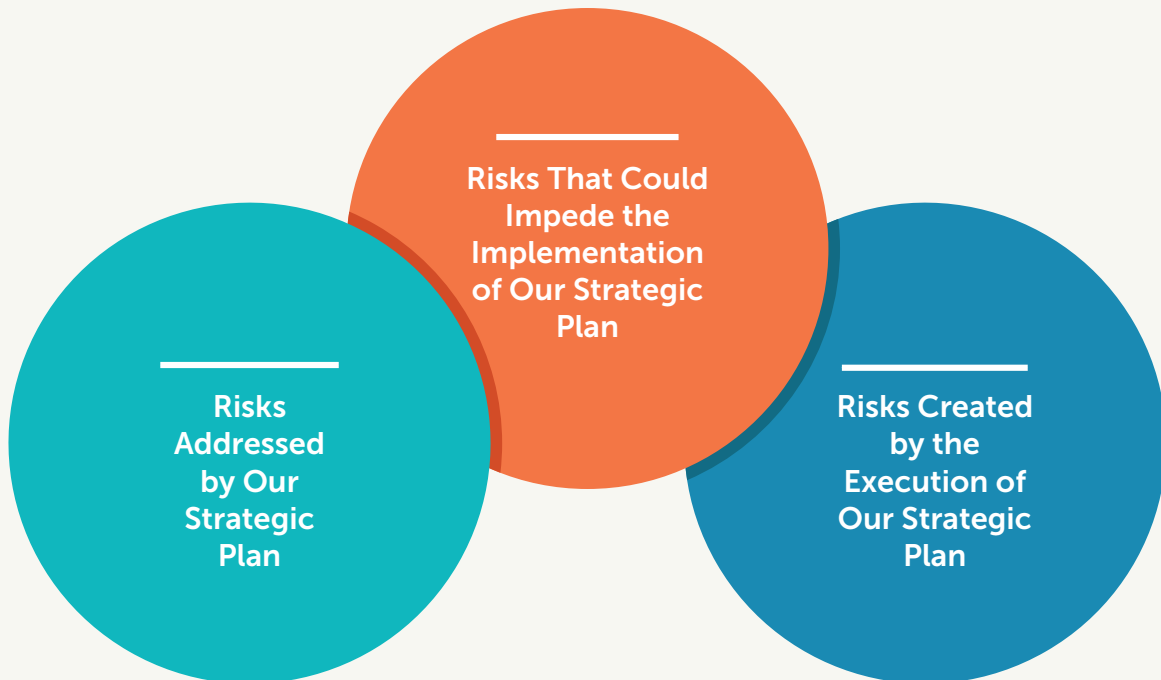 Risks
Addressed
by Our
Strategic
Plan
Risks That Could
Impede the
Implementation
of Our Strategic
Plan
Risks Created
by the
Execution of
Our Strategic
Plan